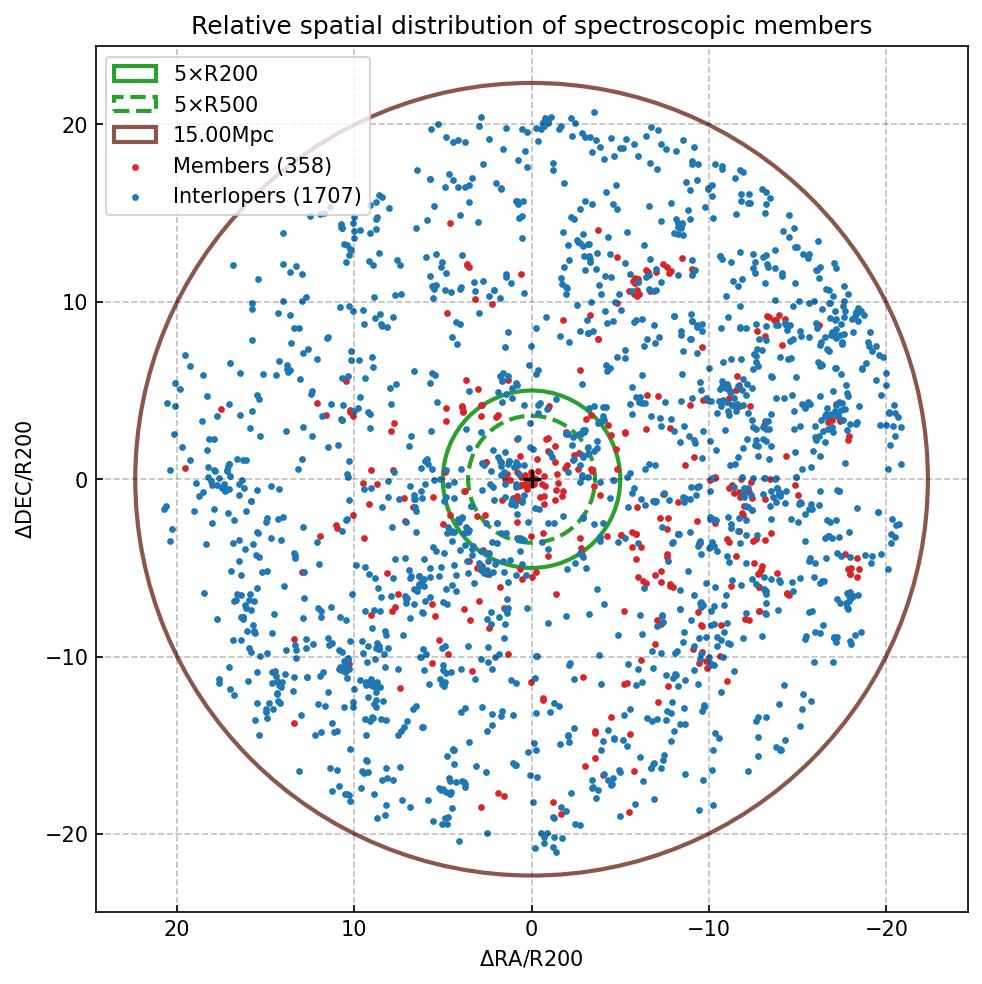 Relative spatial distribution of spectroscopic members
5×R200
5×R500
15.00Mpc
Members (358)
Interlopers (1707)
20
10
0
−10
−20
ΔDEC/R200
20
10
0
−10
−20
ΔRA/R200